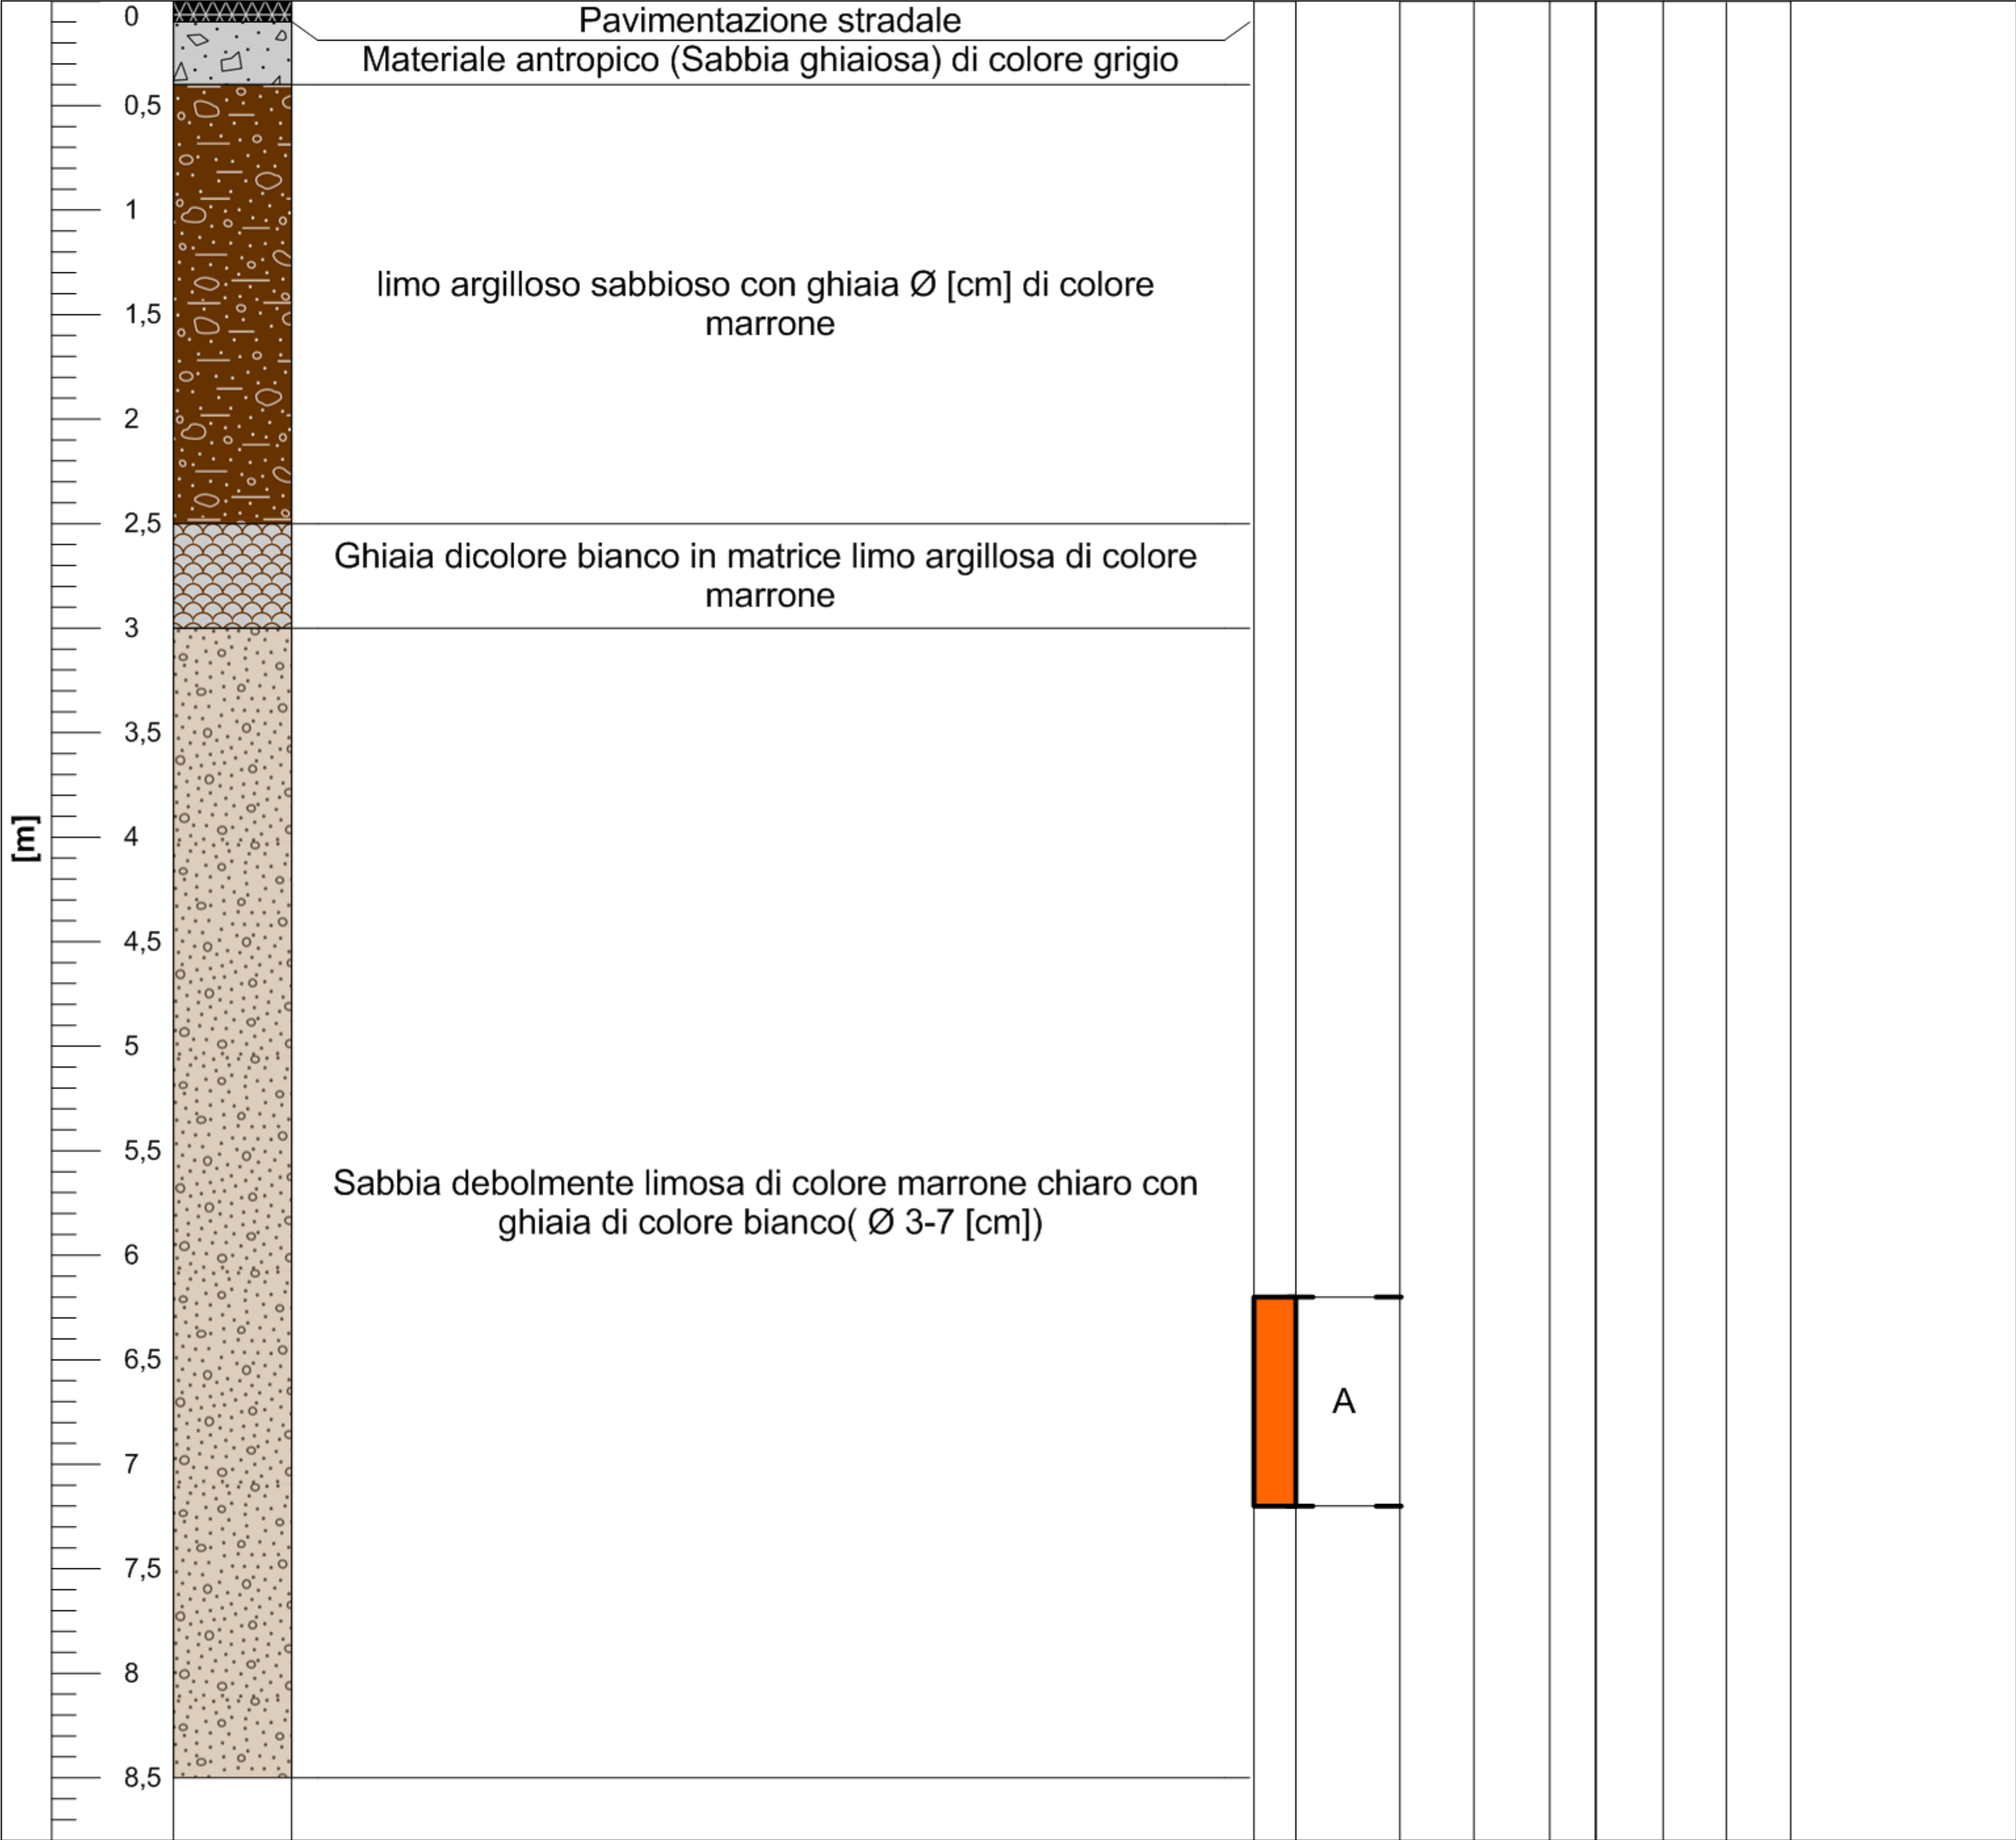 0
Pavimentazione stradale
Materiale antropico (Sabbia ghiaiosa) di colore grigio
0,5
1
limo argilloso sabbioso con ghiaia Ø [cm] di colore
marrone
1,5
2
2,5
Ghiaia dicolore bianco in matrice limo argillosa di colore
marrone
3
3,5
[m]
4
4,5
5
5,5
Sabbia debolmente limosa di colore marrone chiaro con
ghiaia di colore bianco( Ø 3-7 [cm])
6
6,5
A
7
7,5
8
8,5